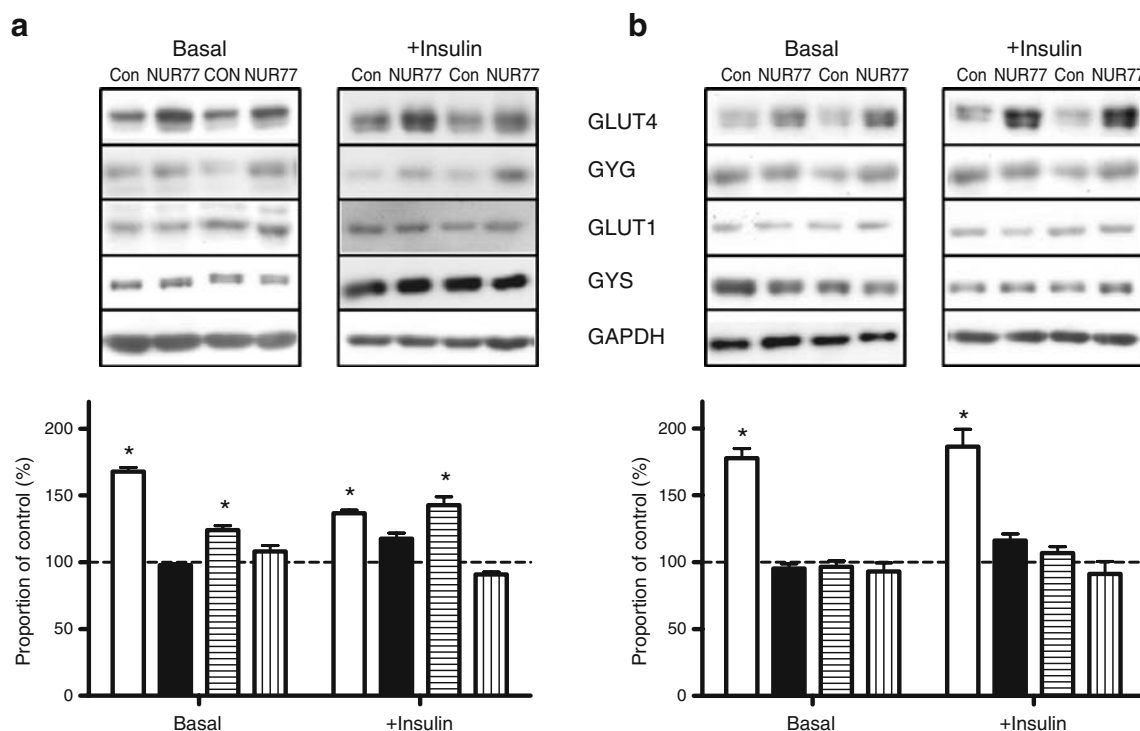 a
b
Basal
+Insulin
Basal
+Insulin
Con NUR77 CON NUR77
Con NUR77 Con NUR77
Con NUR77 Con NUR77
Con NUR77 Con NUR77
GLUT4
GYG
GLUT1
GYS
GAPDH
Proportion of control (%)
200
150
100
50
0
*
*
*
*
Basal
+Insulin
Proportion of control (%)
200
150
100
50
0
*
*
Basal
+Insulin